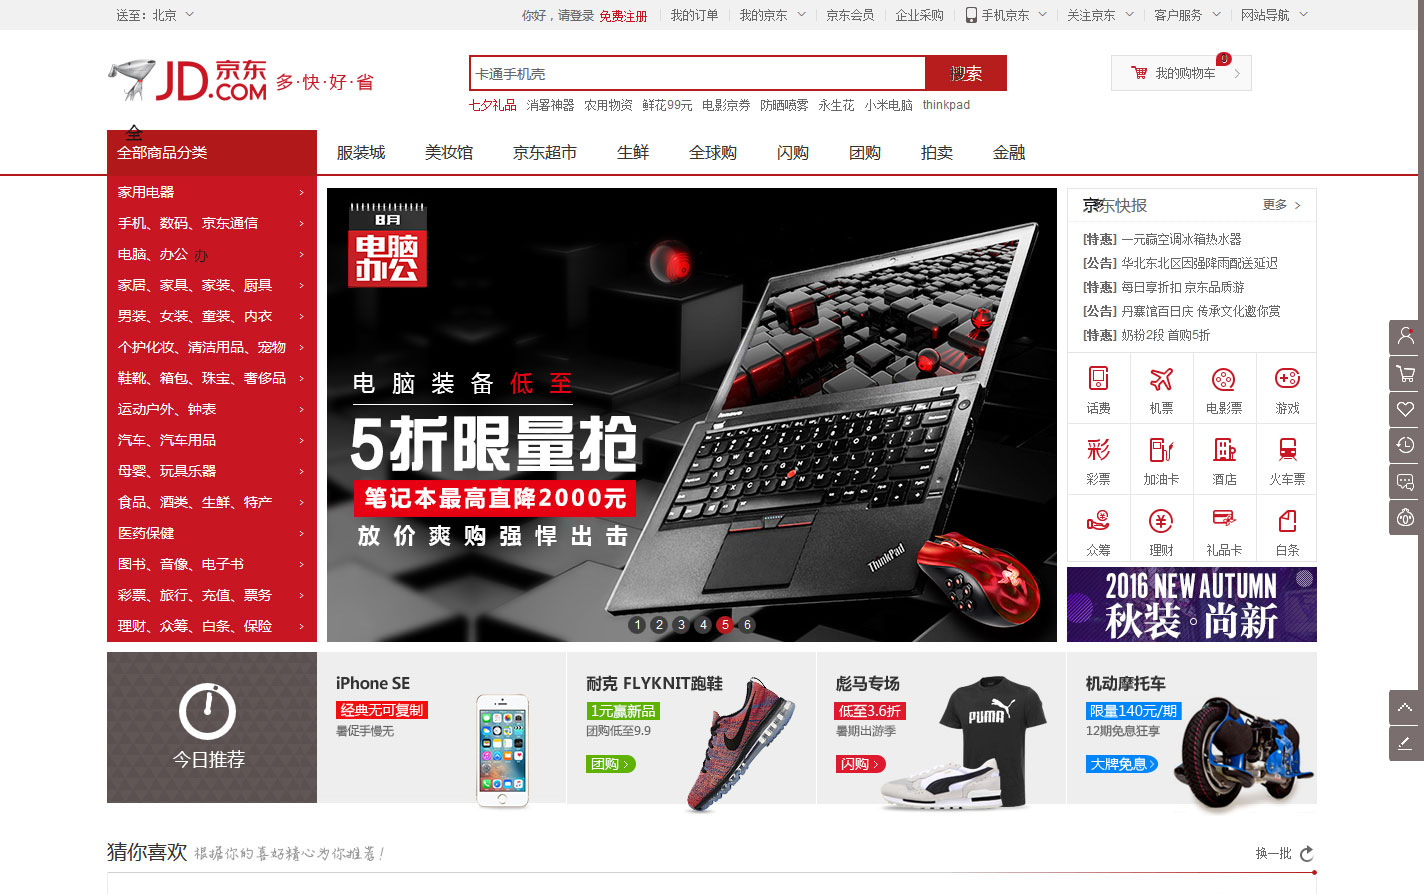 送至：北京
你好，请登录 免费注册 我的订单 我的京东 京东会员 企业采购 手机京东 关注京东 客户服务 网站导航
JD.COM 京东 多·快·好·省
卡通手机壳 搜索
我的购物车 0
七夕礼品 消署神器 农用物资 鲜花99元 电影京券 防晒喷雾 永生花 小米电脑 thinkpad
全
全部商品分类 服装城 美妆馆 京东超市 生鲜 全球购 闪购 团购 拍卖 金融
家用电器 >
手机、数码、京东通信 >
电脑、办公 办 >
家居、家具、家装、厨具 >
男装、女装、童装、内衣 >
个护化妆、清洁用品、宠物 >
鞋靴、箱包、珠宝、奢侈品 >
运动户外、钟表 >
汽车、汽车用品 >
母婴、玩具乐器 >
食品、酒类、生鲜、特产 >
医药保健 >
图书、音像、电子书 >
彩票、旅行、充值、票务 >
理财、众筹、白条、保险 >
8月
电脑
办公
电脑装备低至
5折限量抢
笔记本最高直降2000元
放价爽购强悍出击
lenovo
ThinkPad
1 2 3 4 5 6
京东快报 更多 >
[特惠] 一元赢空调冰箱热水器
[公告] 华北东北区因强降雨配送延迟
[特惠] 每日享折扣 京东品质游
[公告] 丹寨馆百日庆 传承文化邀你赏
[特惠] 奶粉2段 首购5折
话费 机票 电影票 游戏
彩
彩票 加油卡 酒店 火车票
众筹 理财 礼品卡 白条
2016 NEW AUTUMN
秋装。尚新
今日推荐
iPhone SE
经典无可复制
暑促手慢无
耐克 FLYKNIT跑鞋
1元赢新品
团购低至9.9
团购 >
彪马专场
低至3.6折
暑期出游季
闪购 >
PUMA
机动摩托车
限量140元/期
12期免息狂享
大牌免息 >
猜你喜欢 根据你的喜好精心为你推荐！
换一批